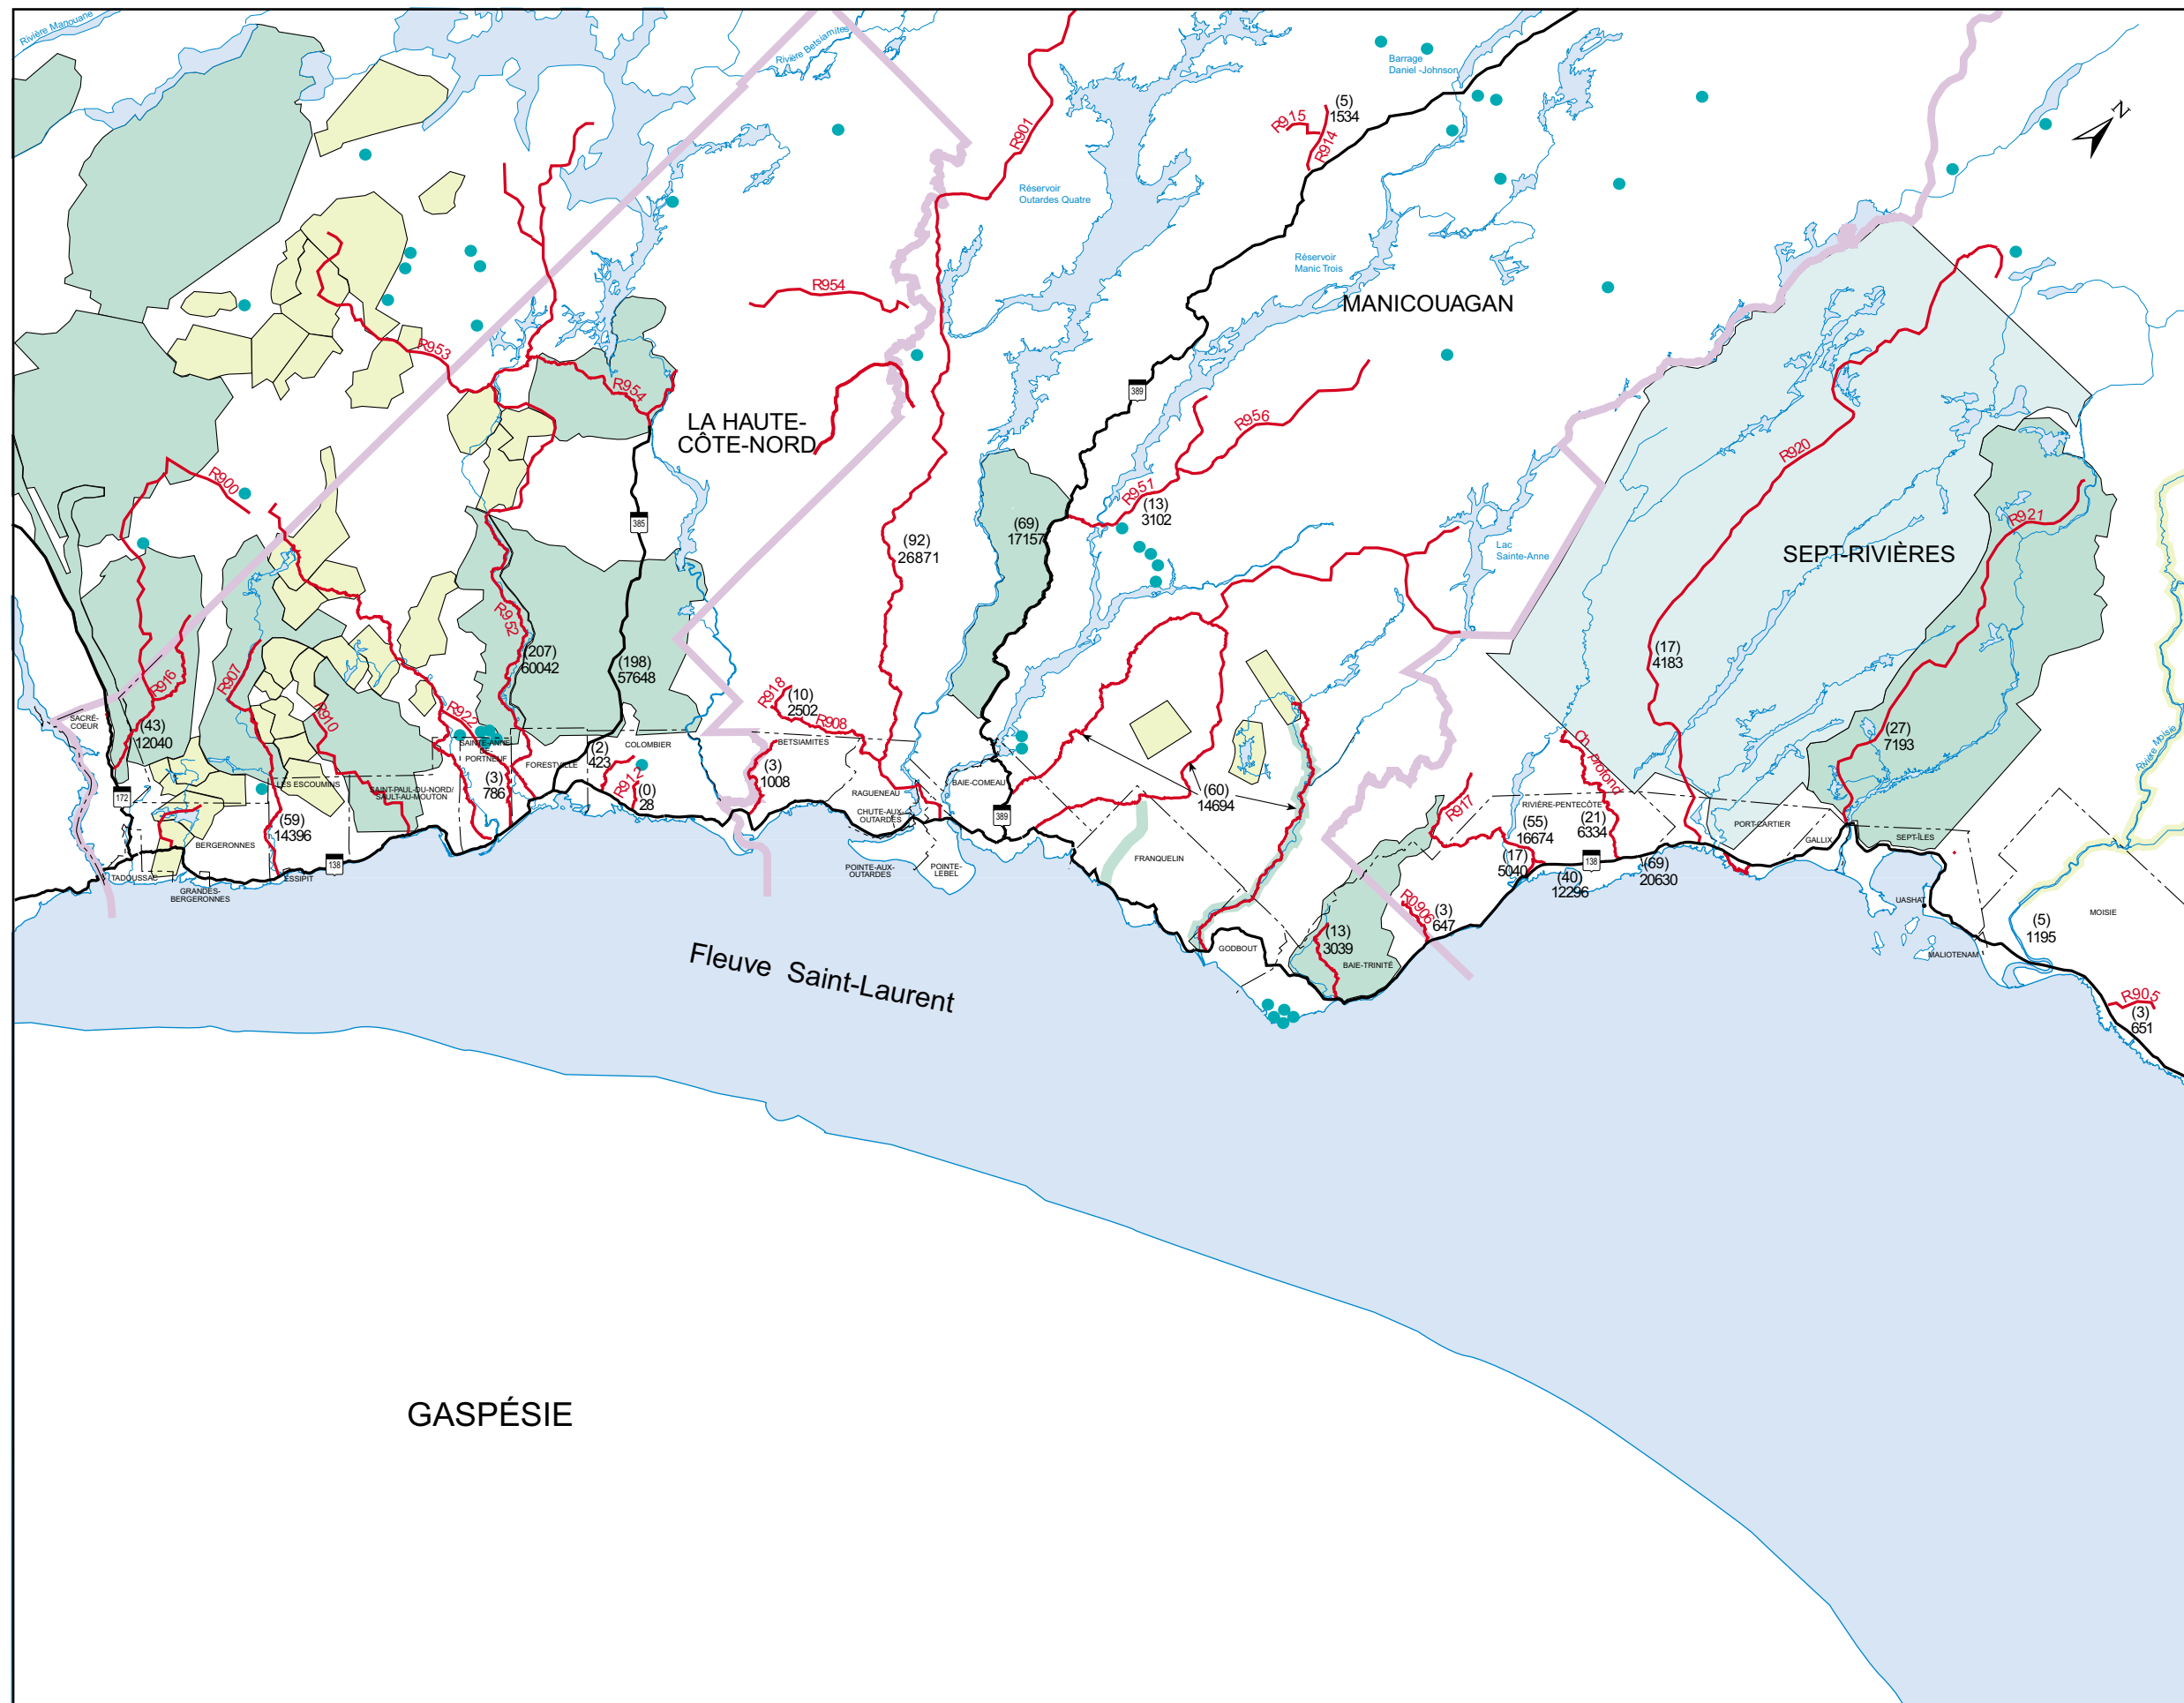 Rivière Manouane
Rivière Betsiamites
Barrage
Daniel -Johnson
N
R901
R915
(5)
1534
R914
Réservoir
Outardes Quatre
Réservoir
Manic Trois
MANICOUAGAN
R954
R953
R954
389
LA HAUTE-
CÔTE-NORD
R956
R920
R900
385
R951
(13)
3102
(69)
17157
(92)
26871
Lac
Sainte-Anne
SEPT-RIVIÈRES
R921
R952
(207)
60042
(198)
57648
(17)
4183
R916
R907
R910
R922
R918
(10)
2502
R908
SACRÉ-
COEUR
(43)
12040
SAINTE-ANNE-
DE-
PORTNEUF
(3)
786
FORESTVILLE
(2)
423
COLOMBIER
R912
(0)
28
BETSIAMITES
(3)
1008
RAGUENEAU
CHUTE-AUX-
OUTARDES
BAIE-COMEAU
389
(60)
14694
Ch. profond
(27)
7193
Rivière Moisie
172
LES ESCOUMINS
SAINT-PAUL-DU-NORD/
SAULT-AU-MOUTON
(59)
14396
BERGERONNES
138
ESSIPIT
TADOUSSAC
GRANDES-
BERGERONNES
POINTE-AUX-
OUTARDES
POINTE-
LEBEL
FRANQUELIN
R917
RIVIÈRE-PENTECÔTE
(55)
16674
(21)
6334
(17)
5040
138
(40)
12296
(69)
20630
PORT-CARTIER
GALLIX
SEPT-ÎLES
UASHAT
MALIOTENAM
(5)
1195
MOISIE
R0906
(3)
647
GODBOUT
(13)
3039
BAIE-TRINITÉ
R905
(3)
651
Fleuve Saint-Laurent
GASPÉSIE